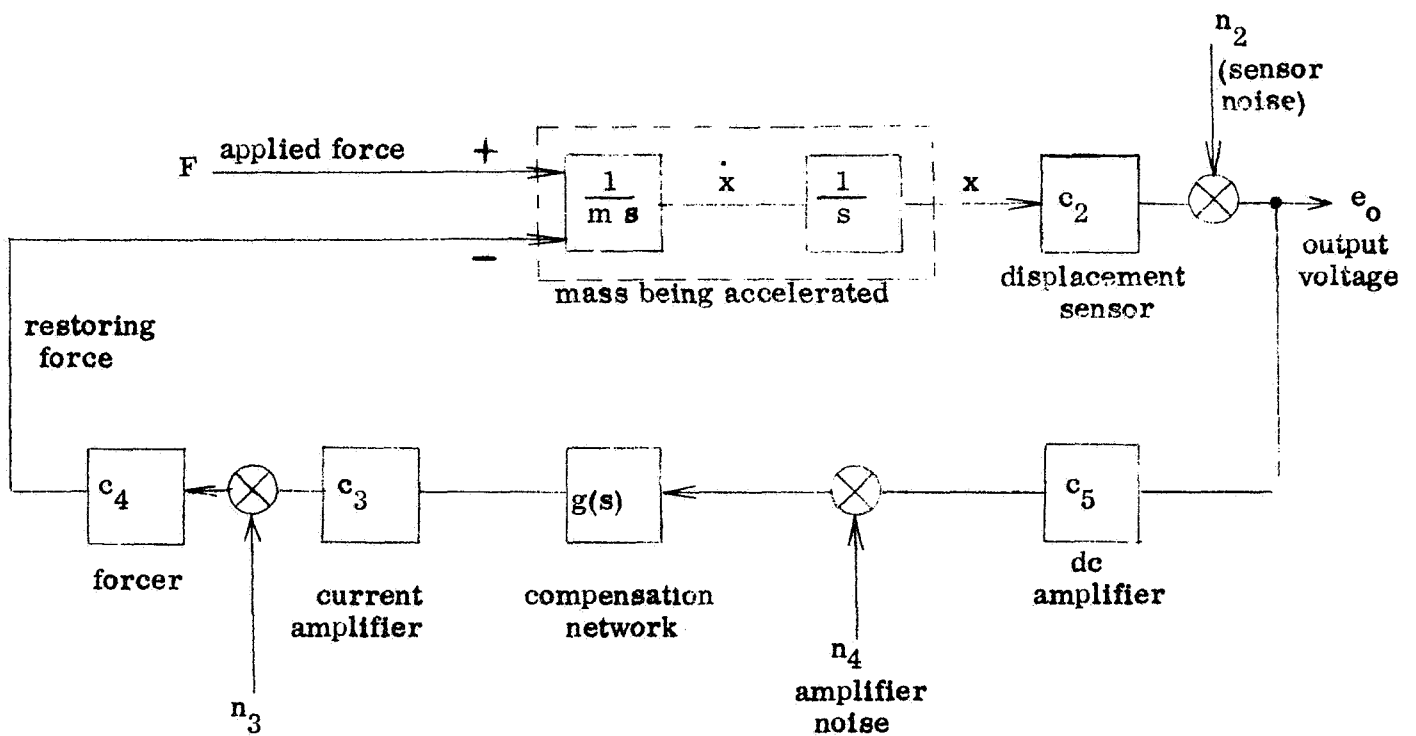 n2
(sensor
noise)
F
applied force
+
1
m s
ẋ
1
s
x
c2
eo
output
voltage
−
mass being accelerated
displacement
sensor
restoring
force
c4
c3
g(s)
c5
forcer
current
amplifier
compensation
network
dc
amplifier
n3
n4
amplifier
noise